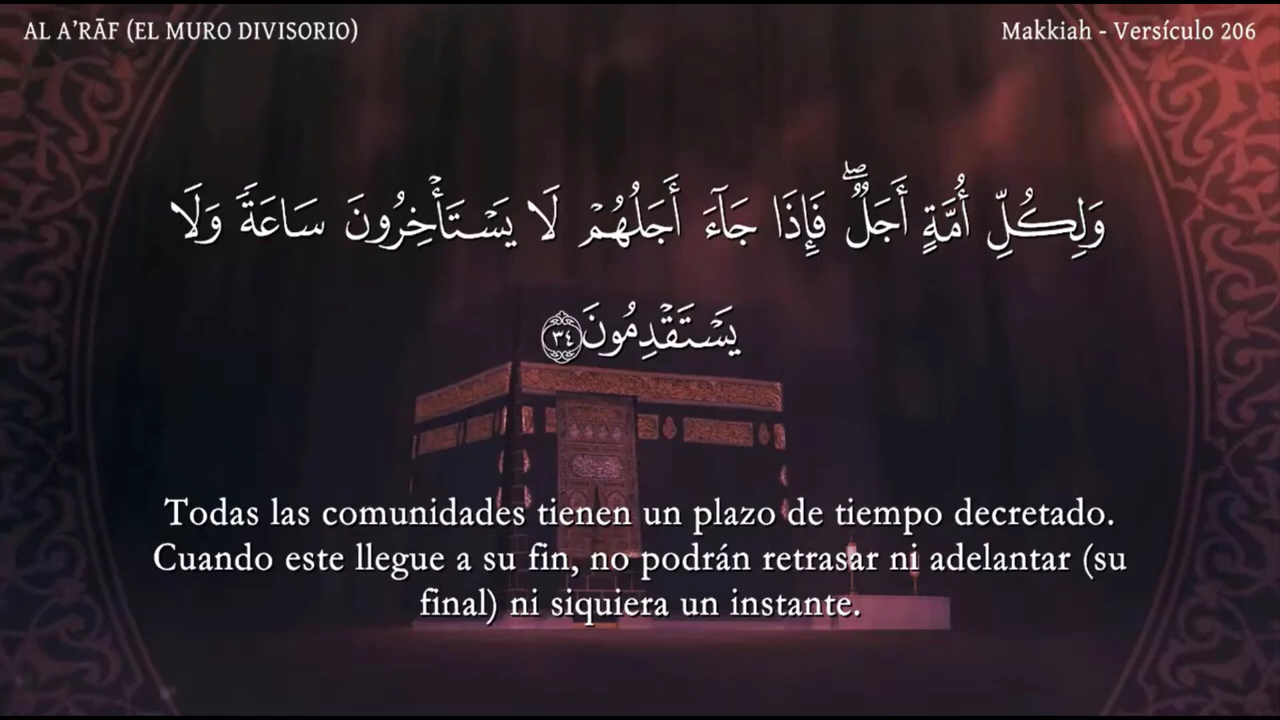 AL A'RĀF (EL MURO DIVISORIO)
Makkiah - Versículo 206
وَلِكُلِّ أُمَّةٍ أَجَلٌۖ فَإِذَا جَآءَ أَجَلُهُمۡ لَا يَسۡتَأۡخِرُونَ سَاعَةٗ وَلَا
يَسۡتَقۡدِمُونَ ٣٤
Todas las comunidades tienen un plazo de tiempo decretado.
Cuando este llegue a su fin, no podrán retrasar ni adelantar (su
final) ni siquiera un instante.